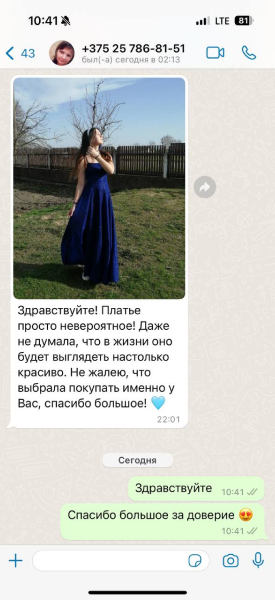 10:41
LTE 81
43
+375 25 786-81-51
был(-а) сегодня в 02:13
Здравствуйте! Платье
просто невероятное! Даже
не думала, что в жизни оно
будет выглядеть настолько
красиво. Не жалею, что
выбрала покупать именно у
Вас, спасибо большое! 🩵
22:01
Сегодня
Здравствуйте 10:41
Спасибо большое за доверие 😍
10:41